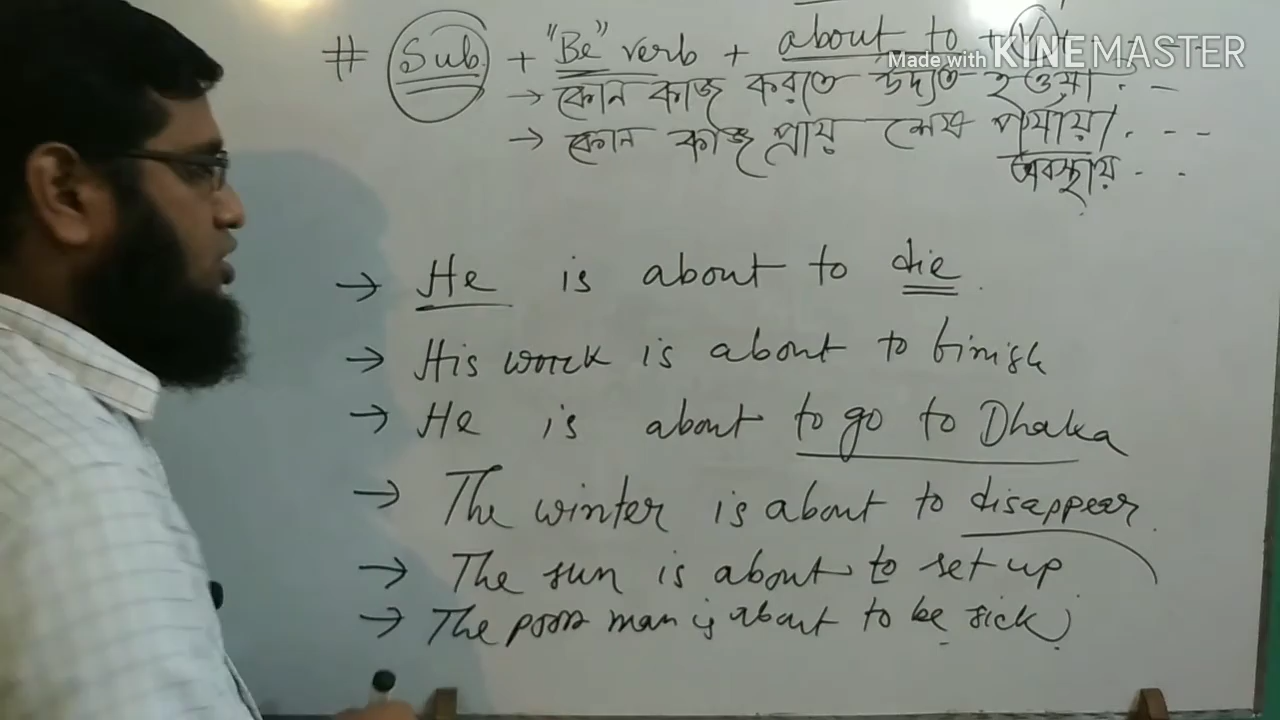 # Sub + "Be" verb + about to +
Made with KINEMASTER
→ কোন কাজ করতে উদ্যত হওয়া. –
→ কোন কাজ প্রায় শেষ পর্যায়. - - -
অবস্থায় - -
→ He is about to die.
→ His work is about to finish
→ He is about to go to Dhaka
→ The winter is about to disappear.
→ The sun is about to set up
→ The poor man is about to be sick